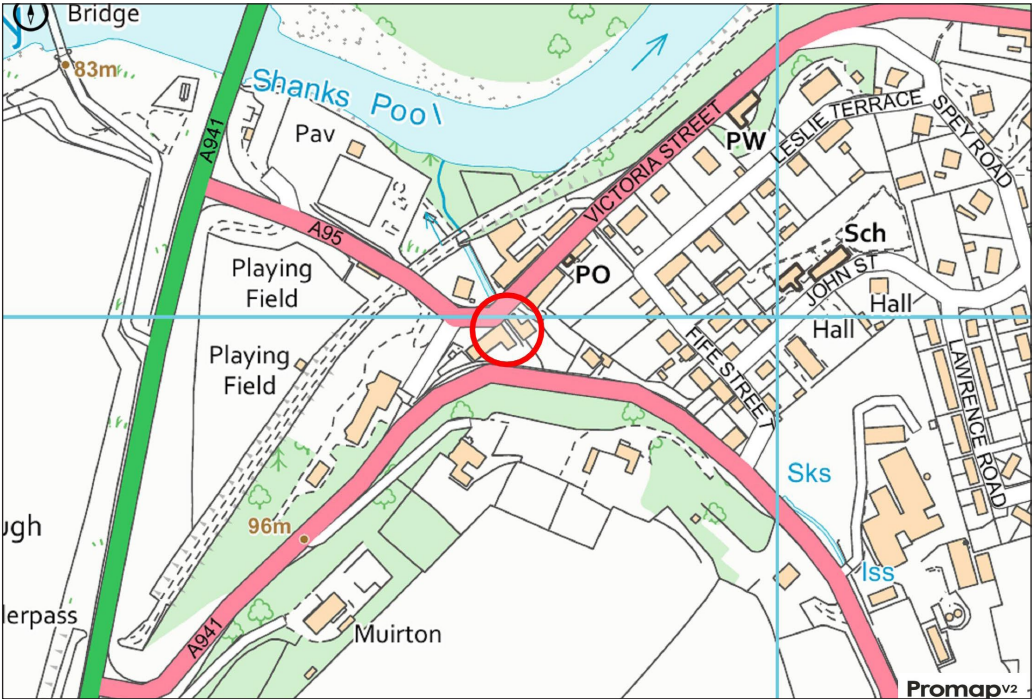 Bridge
y
83m
Shanks Pool
A941
Pav
PW
LESLIE TERRACE
SPEY ROAD
VICTORIA STREET
A95
Playing
Field
PO
Sch
JOHN ST
Hall
Hall
Playing
Field
FIFE STREET
LAWRENCE ROAD
Sks
96m
ugh
Iss
lerpass
A941
Muirton
Promap V2